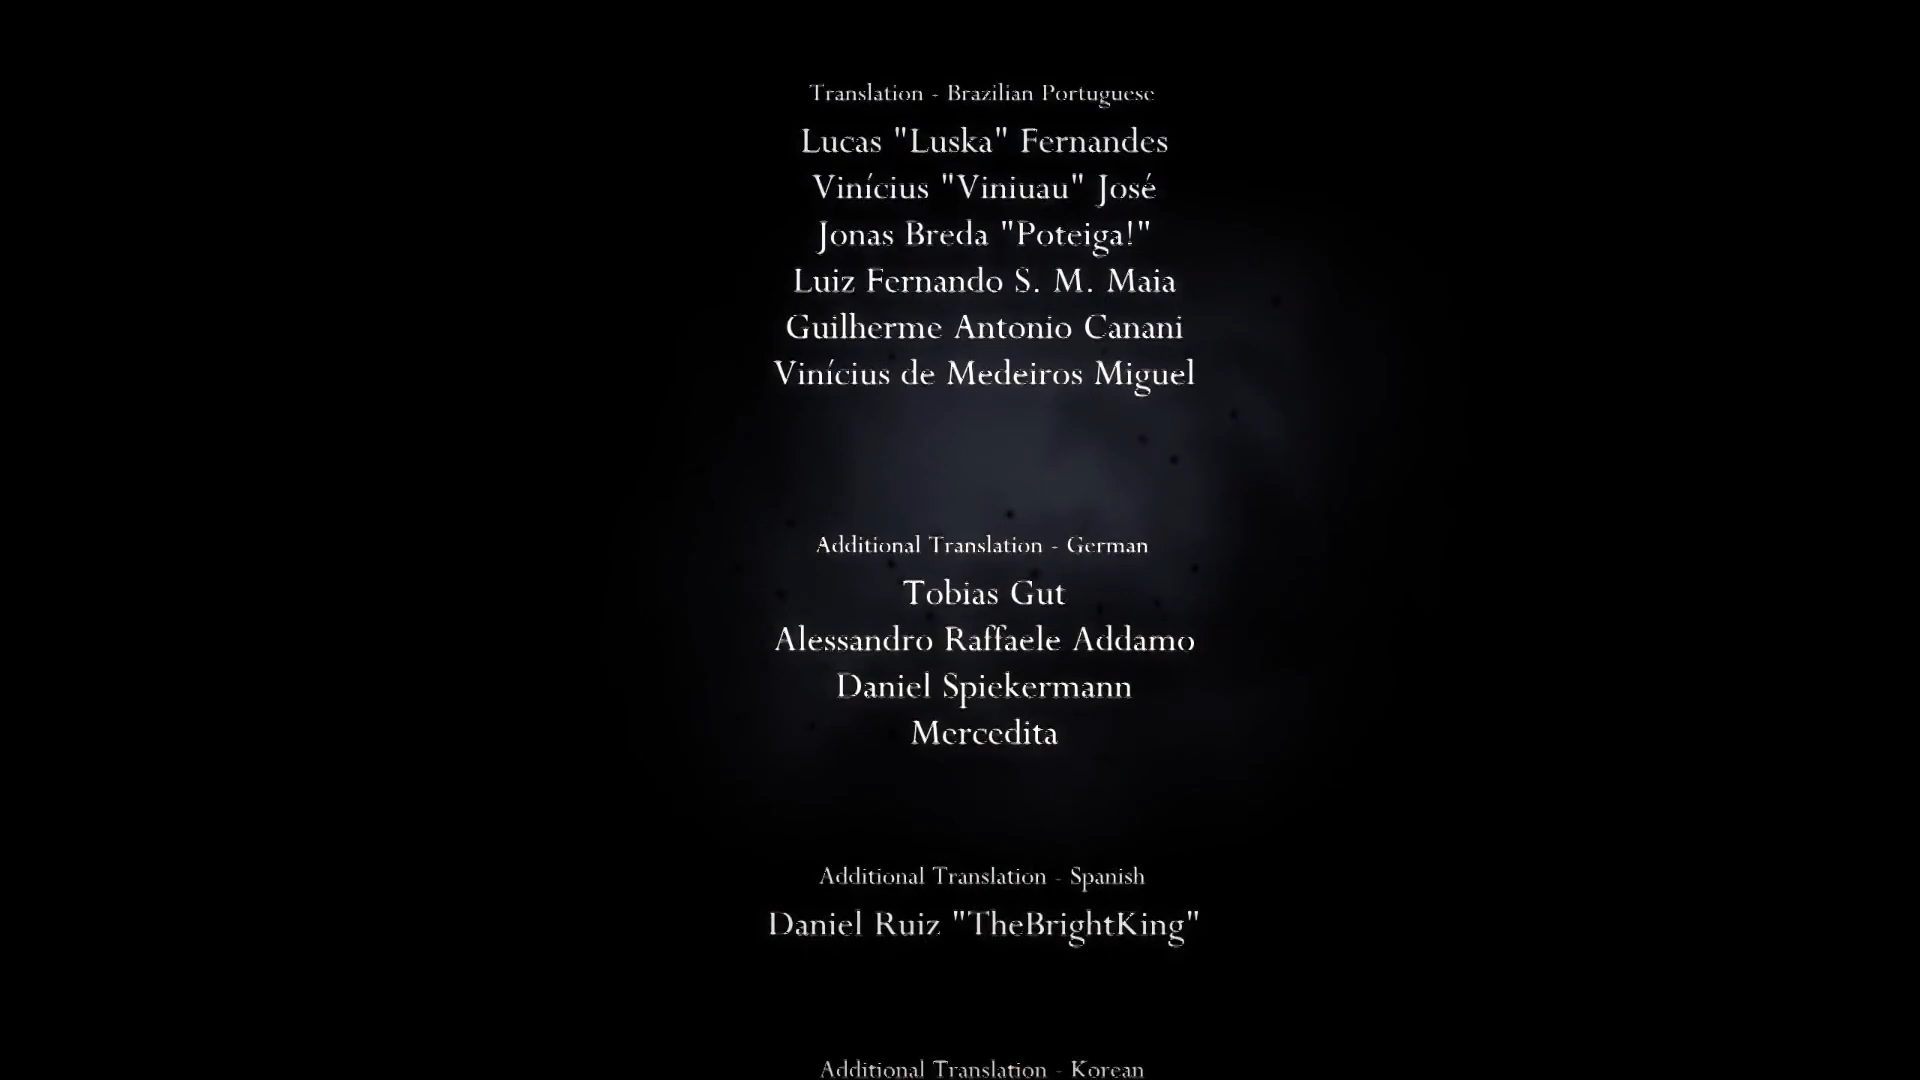 Translation - Brazilian Portuguese
Lucas "Luska" Fernandes
Vinícius "Viniuau" José
Jonas Breda "Poteiga!"
Luiz Fernando S. M. Maia
Guilherme Antonio Canani
Vinícius de Medeiros Miguel
Additional Translation - German
Tobias Gut
Alessandro Raffaele Addamo
Daniel Spiekermann
Mercedita
Additional Translation - Spanish
Daniel Ruiz "TheBrightKing"
Additional Translation - Korean